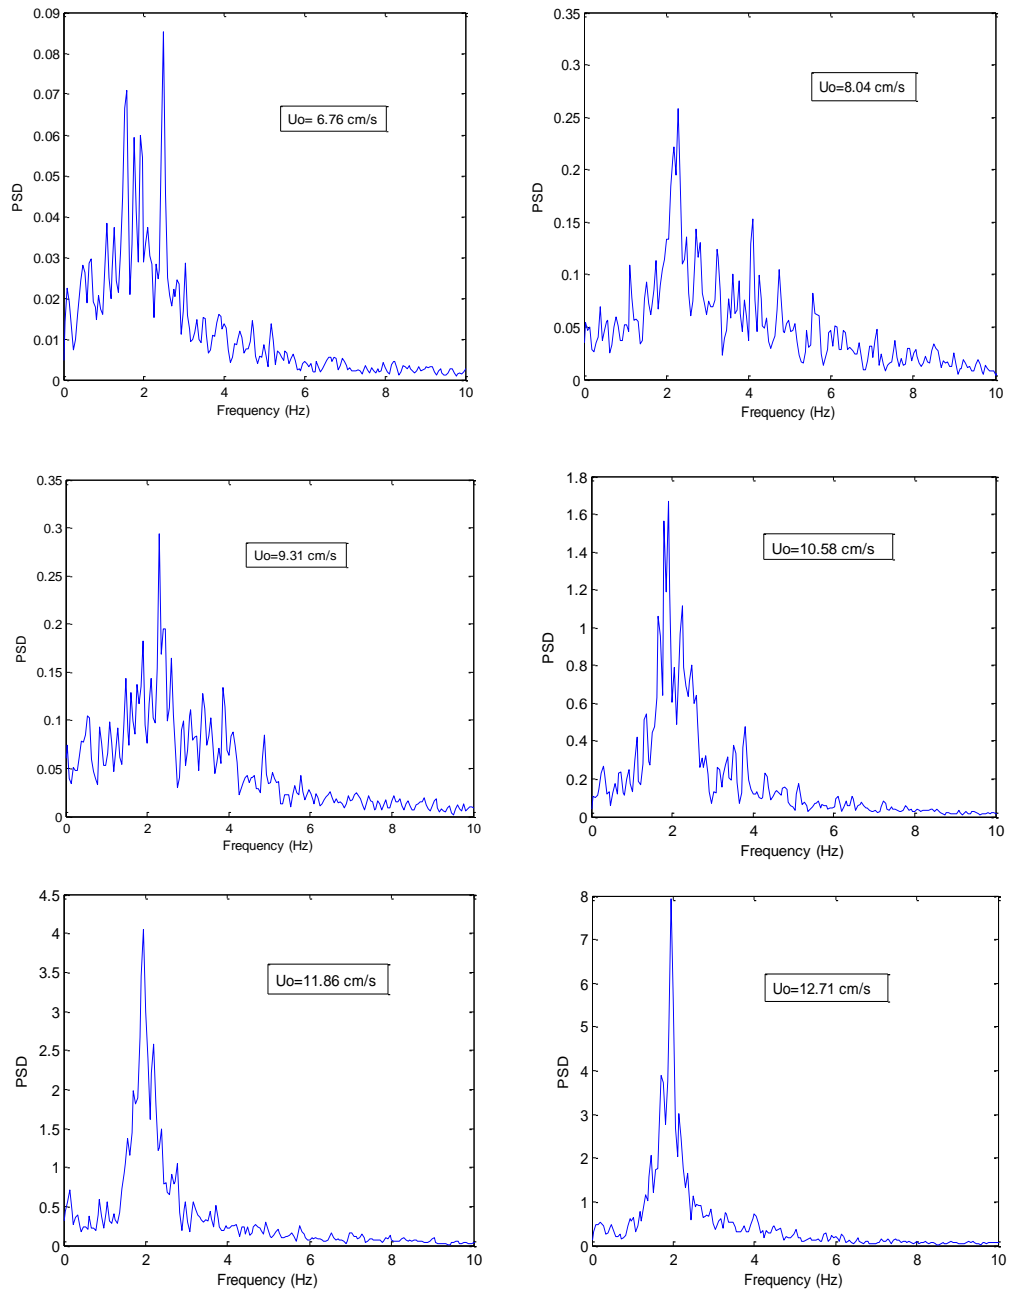 0.09
0.08
0.07
0.06
0.05
0.04
0.03
0.02
0.01
0
PSD
Uo= 6.76 cm/s
0 2 4 6 8 10
Frequency (Hz)
0.35
0.3
0.25
0.2
0.15
0.1
0.05
0
PSD
Uo=8.04 cm/s
0 2 4 6 8 10
Frequency (Hz)
0.35
0.3
0.25
0.2
0.15
0.1
0.05
0
PSD
Uo=9.31 cm/s
0 2 4 6 8 10
Frequency (Hz)
1.8
1.6
1.4
1.2
1
0.8
0.6
0.4
0.2
0
PSD
Uo=10.58 cm/s
0 2 4 6 8 10
Frequency (Hz)
4.5
4
3.5
3
2.5
2
1.5
1
0.5
0
PSD
Uo=11.86 cm/s
0 2 4 6 8 10
Frequency (Hz)
8
7
6
5
4
3
2
1
0
PSD
Uo=12.71 cm/s
0 2 4 6 8 10
Frequency (Hz)